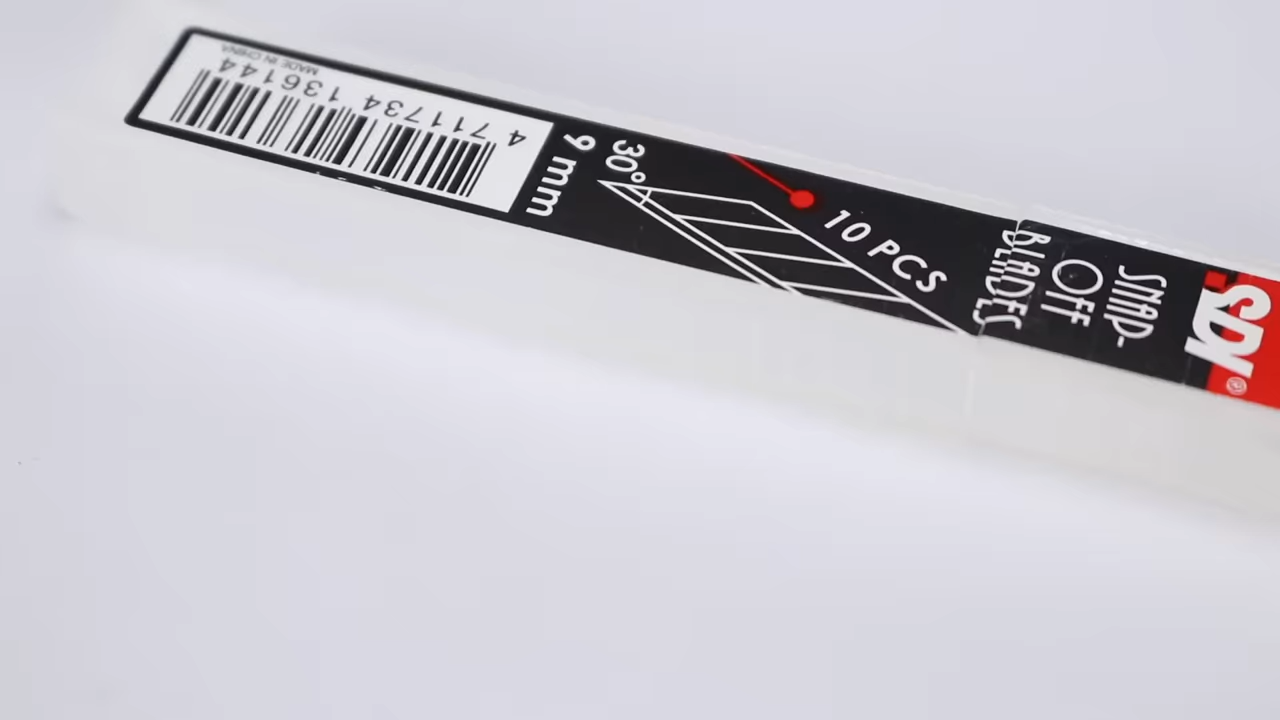 SDI®
SNAP-
OFF
BLADES
10 PCS
30°
9 mm
4 711734 136144
MADE IN CHINA